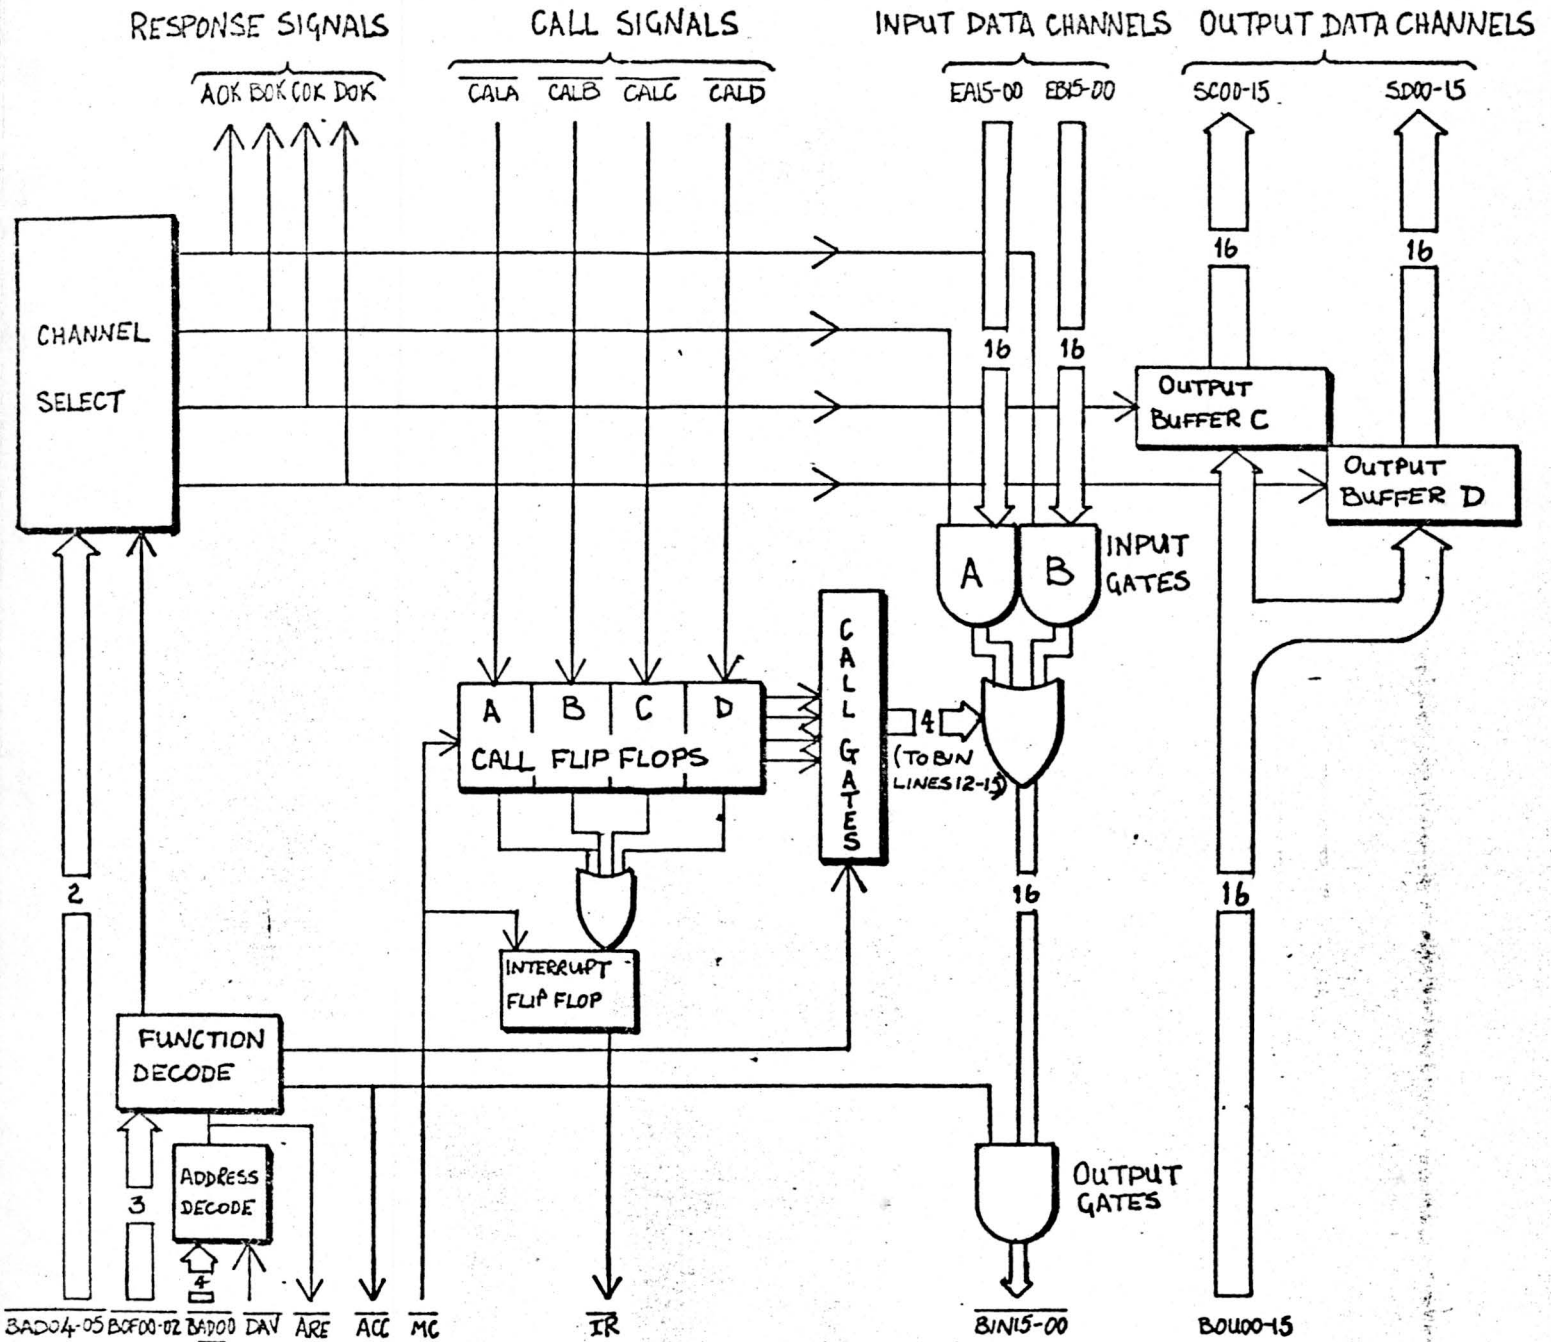 RESPONSE SIGNALS
CALL SIGNALS
INPUT DATA CHANNELS
OUTPUT DATA CHANNELS
AOK BOK COK DOK
CALA CALB CALC CALD
EA15-00 EB15-00
SC00-15
SD00-15
16
16
CHANNEL
SELECT
16
16
OUTPUT
BUFFER C
OUTPUT
BUFFER D
A
B
INPUT
GATES
CALL GATES
A B C D
CALL FLIP FLOPS
4
(TO BIN
LINES 12-15)
2
16
16
INTERRUPT
FLIP FLOP
FUNCTION
DECODE
ADDRESS
DECODE
3
4
OUTPUT
GATES
BAD04-05 BOF00-02 BAD00 DAV ARE ACC MC IR BIN15-00 BOU00-15